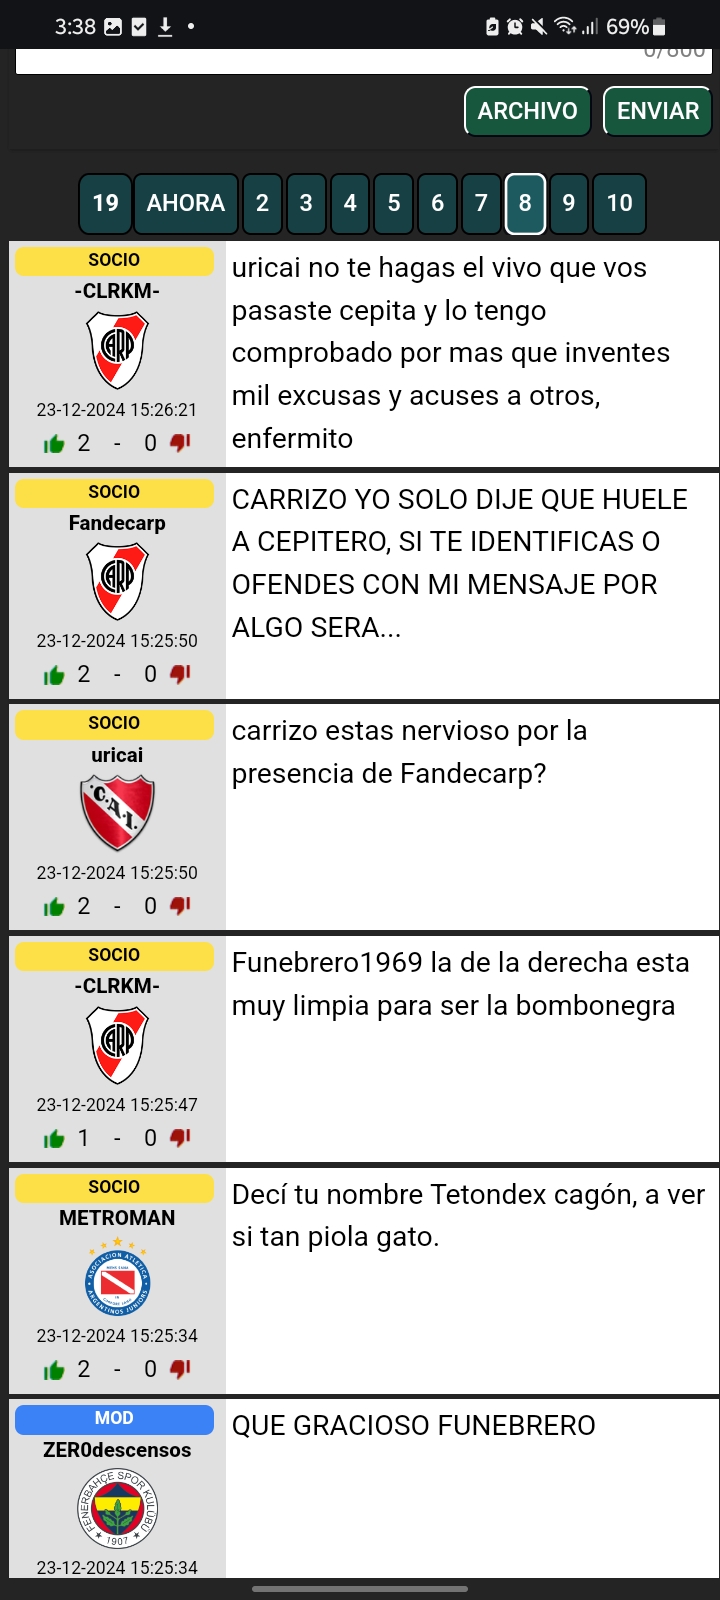 3:38
69%
0/800
ARCHIVO
ENVIAR
19 AHORA 2 3 4 5 6 7 8 9 10
SOCIO
-CLRKM-
CARP
23-12-2024 15:26:21
2 - 0
uricai no te hagas el vivo que vos
pasaste cepita y lo tengo
comprobado por mas que inventes
mil excusas y acuses a otros,
enfermito
SOCIO
Fandecarp
CARP
23-12-2024 15:25:50
2 - 0
CARRIZO YO SOLO DIJE QUE HUELE
A CEPITERO, SI TE IDENTIFICAS O
OFENDES CON MI MENSAJE POR
ALGO SERA...
SOCIO
uricai
C.A.I.
23-12-2024 15:25:50
2 - 0
carrizo estas nervioso por la
presencia de Fandecarp?
SOCIO
-CLRKM-
CARP
23-12-2024 15:25:47
1 - 0
Funebrero1969 la de la derecha esta
muy limpia para ser la bombonegra
SOCIO
METROMAN
ASOCIACION ATLETICA
ARGENTINOS JUNIORS
23-12-2024 15:25:34
2 - 0
Decí tu nombre Tetondex cagón, a ver
si tan piola gato.
MOD
ZER0descensos
FENERBAHÇE SPOR KULÜBÜ
1907
23-12-2024 15:25:34
QUE GRACIOSO FUNEBRERO